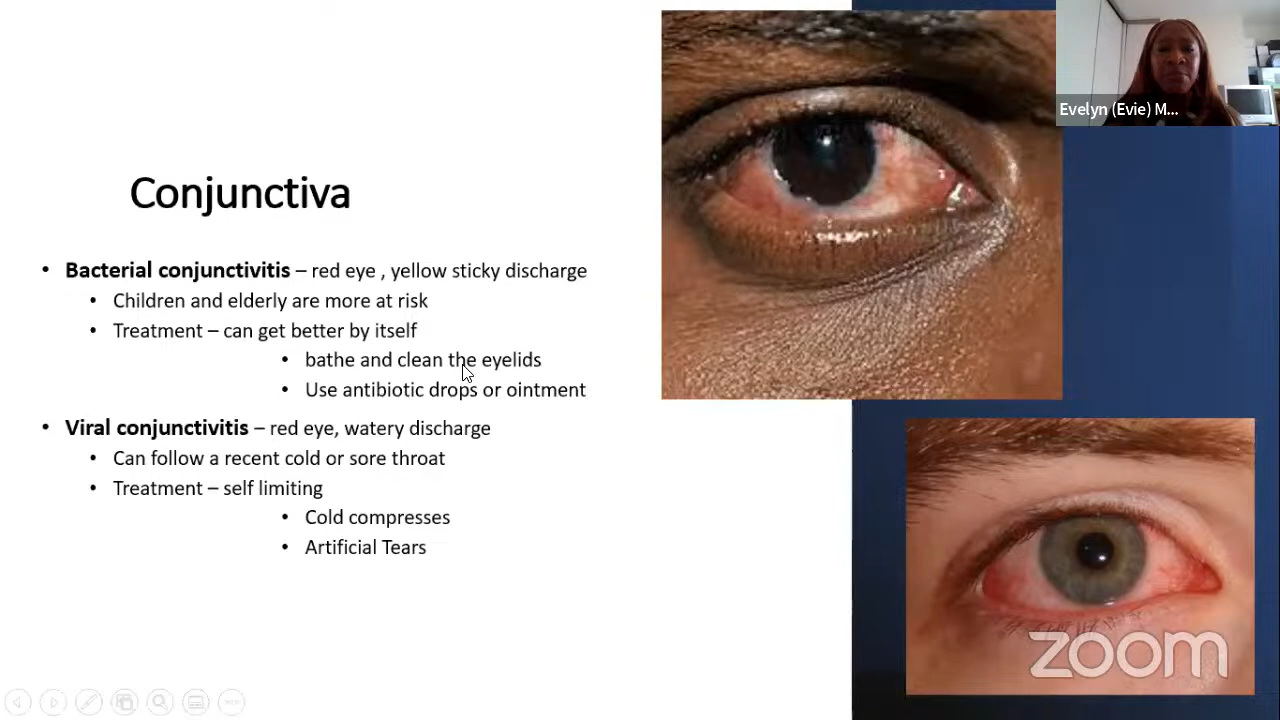 Conjunctiva
• Bacterial conjunctivitis – red eye , yellow sticky discharge
• Children and elderly are more at risk
• Treatment – can get better by itself
• bathe and clean the eyelids
• Use antibiotic drops or ointment
• Viral conjunctivitis – red eye, watery discharge
• Can follow a recent cold or sore throat
• Treatment – self limiting
• Cold compresses
• Artificial Tears
Evelyn (Evie) M...
zoom